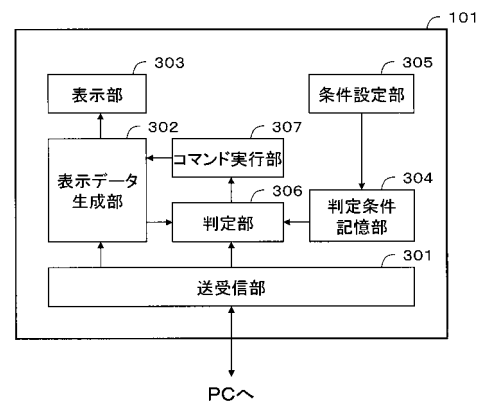 101
303
表示部
305
条件設定部
302
表示データ
生成部
307
コマンド実行部
306
判定部
304
判定条件
記憶部
301
送受信部
PCへ